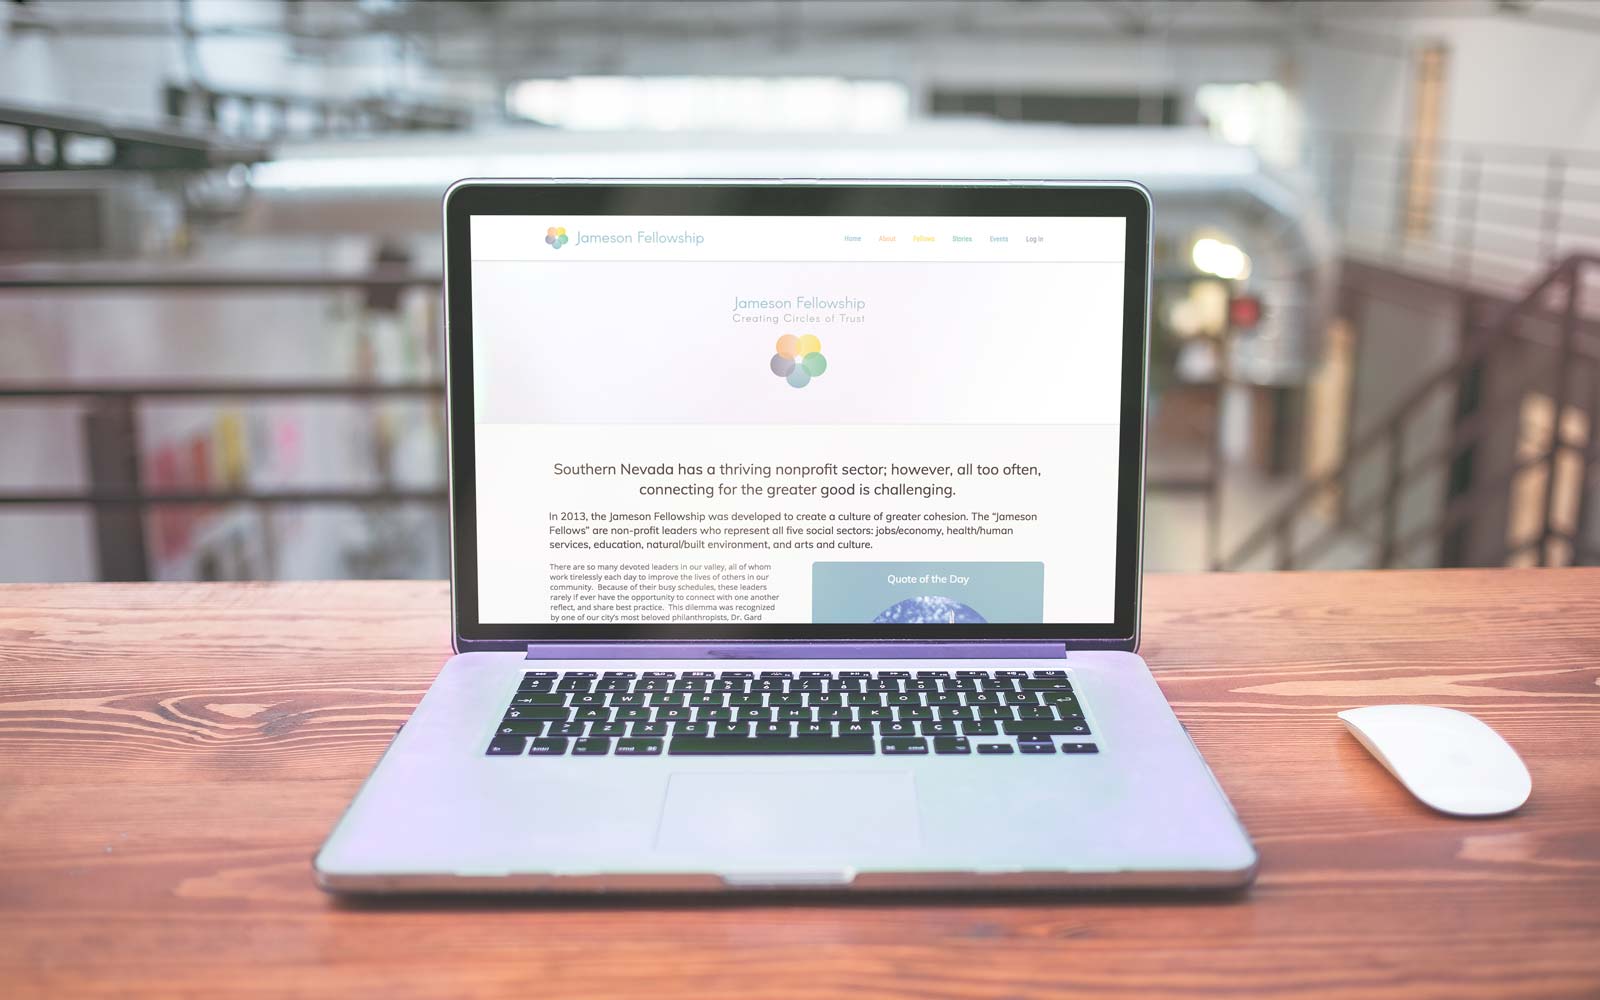 Jameson Fellowship
Home About Fellows Stories Events Log In
Jameson Fellowship
Creating Circles of Trust
Southern Nevada has a thriving nonprofit sector; however, all too often,
connecting for the greater good is challenging.
In 2013, the Jameson Fellowship was developed to create a culture of greater cohesion. The “Jameson
Fellows” are non-profit leaders who represent all five social sectors: jobs/economy, health/human
services, education, natural/built environment, and arts and culture.
There are so many devoted leaders in our valley, all of whom
work tirelessly each day to improve the lives of others in our
community. Because of their busy schedules, these leaders
rarely if ever have the opportunity to connect with one another
reflect, and share best practice. This dilemma was recognized
by one of our city's most beloved philanthropists, Dr. Gard
Quote of the Day
Q W E R T Y U I O P Ğ Ü
A S D F G H J K L Ş İ
Z X C V B N M Ö Ç
cmd cmd